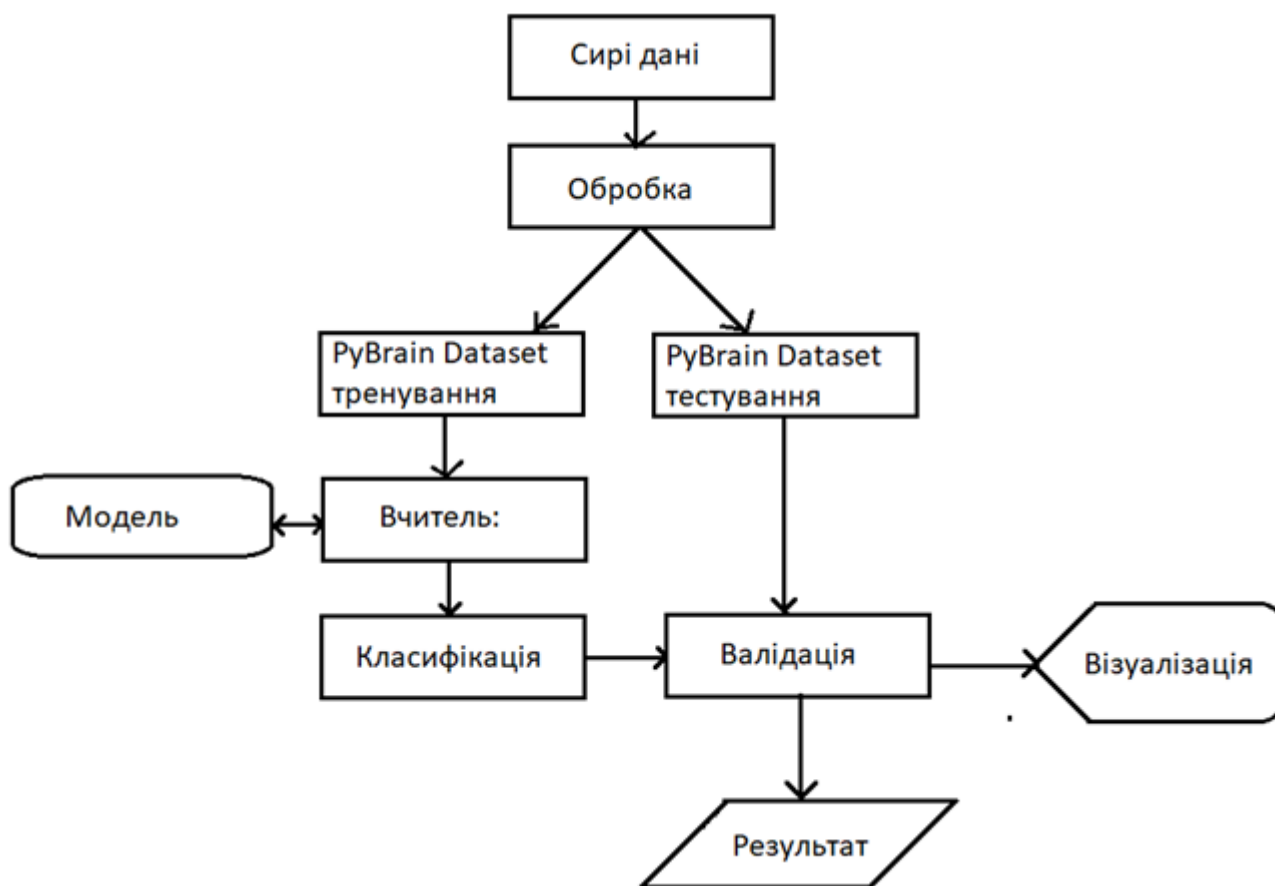 Сирі дані
Обробка
PyBrain Dataset
тренування
PyBrain Dataset
тестування
Модель
Вчитель:
Класифікація
Валідація
Візуалізація
Результат